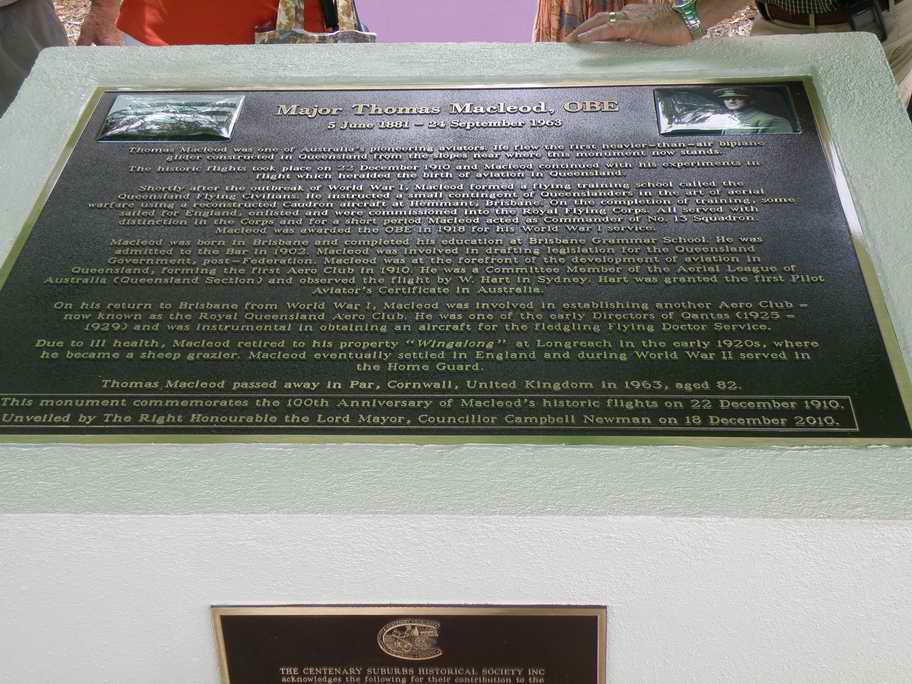 Major Thomas Macleod, OBE
5 June 1881 – 24 September 1963
Thomas Macleod was one of Australia's pioneering aviators. He flew the first heavier–than–air biplane
glider constructed in Queensland from the slopes near where this monument now stands.
The historic flights took place on 22 December 1910 and Macleod continued with his experiments in
flight which heralded the birth of aviation in Queensland.
Shortly after the outbreak of World War I, Macleod formed a flying training school called the
Queensland Flying Civilians. He instructed a small contingent of Queenslanders, in the art of aerial
warfare using a reconstructed Caudron aircraft at Hemmant, Brisbane. On the completion of training, some
sailed for England, enlisted and were commissioned into the Royal Flying Corps. All served with
distinction in the Corps and for a short period Macleod acted as Commander of No. 13 Squadron.
Macleod was awarded the OBE in 1918 for his World War I service.
Macleod was born in Brisbane and completed his education at Brisbane Grammar School. He was
admitted to the Bar in 1902. Macleod was involved in drafting legislation for the Queensland
Government, post–Federation. Macleod was at the forefront of the development of aviation in
Queensland, forming the first Aero Club in 1910. He was a Committee Member of the Aerial League of
Australia (Queensland Section) and observed the flight by W. Hart in Sydney. Hart was granted the first Pilot
Aviator's Certificate in Australia.
On his return to Brisbane from World War I, Macleod was involved in establishing another Aero Club –
now known as the Royal Queensland Aero Club. He was one of the early Directors of Qantas (1925 –
1929) and was instrumental in obtaining an aircraft for the fledgling Flying Doctor Service.
Due to ill health, Macleod retired to his property "Wingalong" at Longreach in the early 1920s, where
he became a sheep grazier. Macleod eventually settled in England and during World War II served in
the Home Guard.
Thomas Macleod passed away in Par, Cornwall, United Kingdom in 1963, aged 82.
This monument commemorates the 100th Anniversary of Macleod's historic flights on 22 December 1910.
Unveiled by The Right Honourable the Lord Mayor, Councillor Campbell Newman on 18 December 2010.
THE CENTENARY SUBURBS HISTORICAL SOCIETY INC
acknowledges the following for their contribution to the